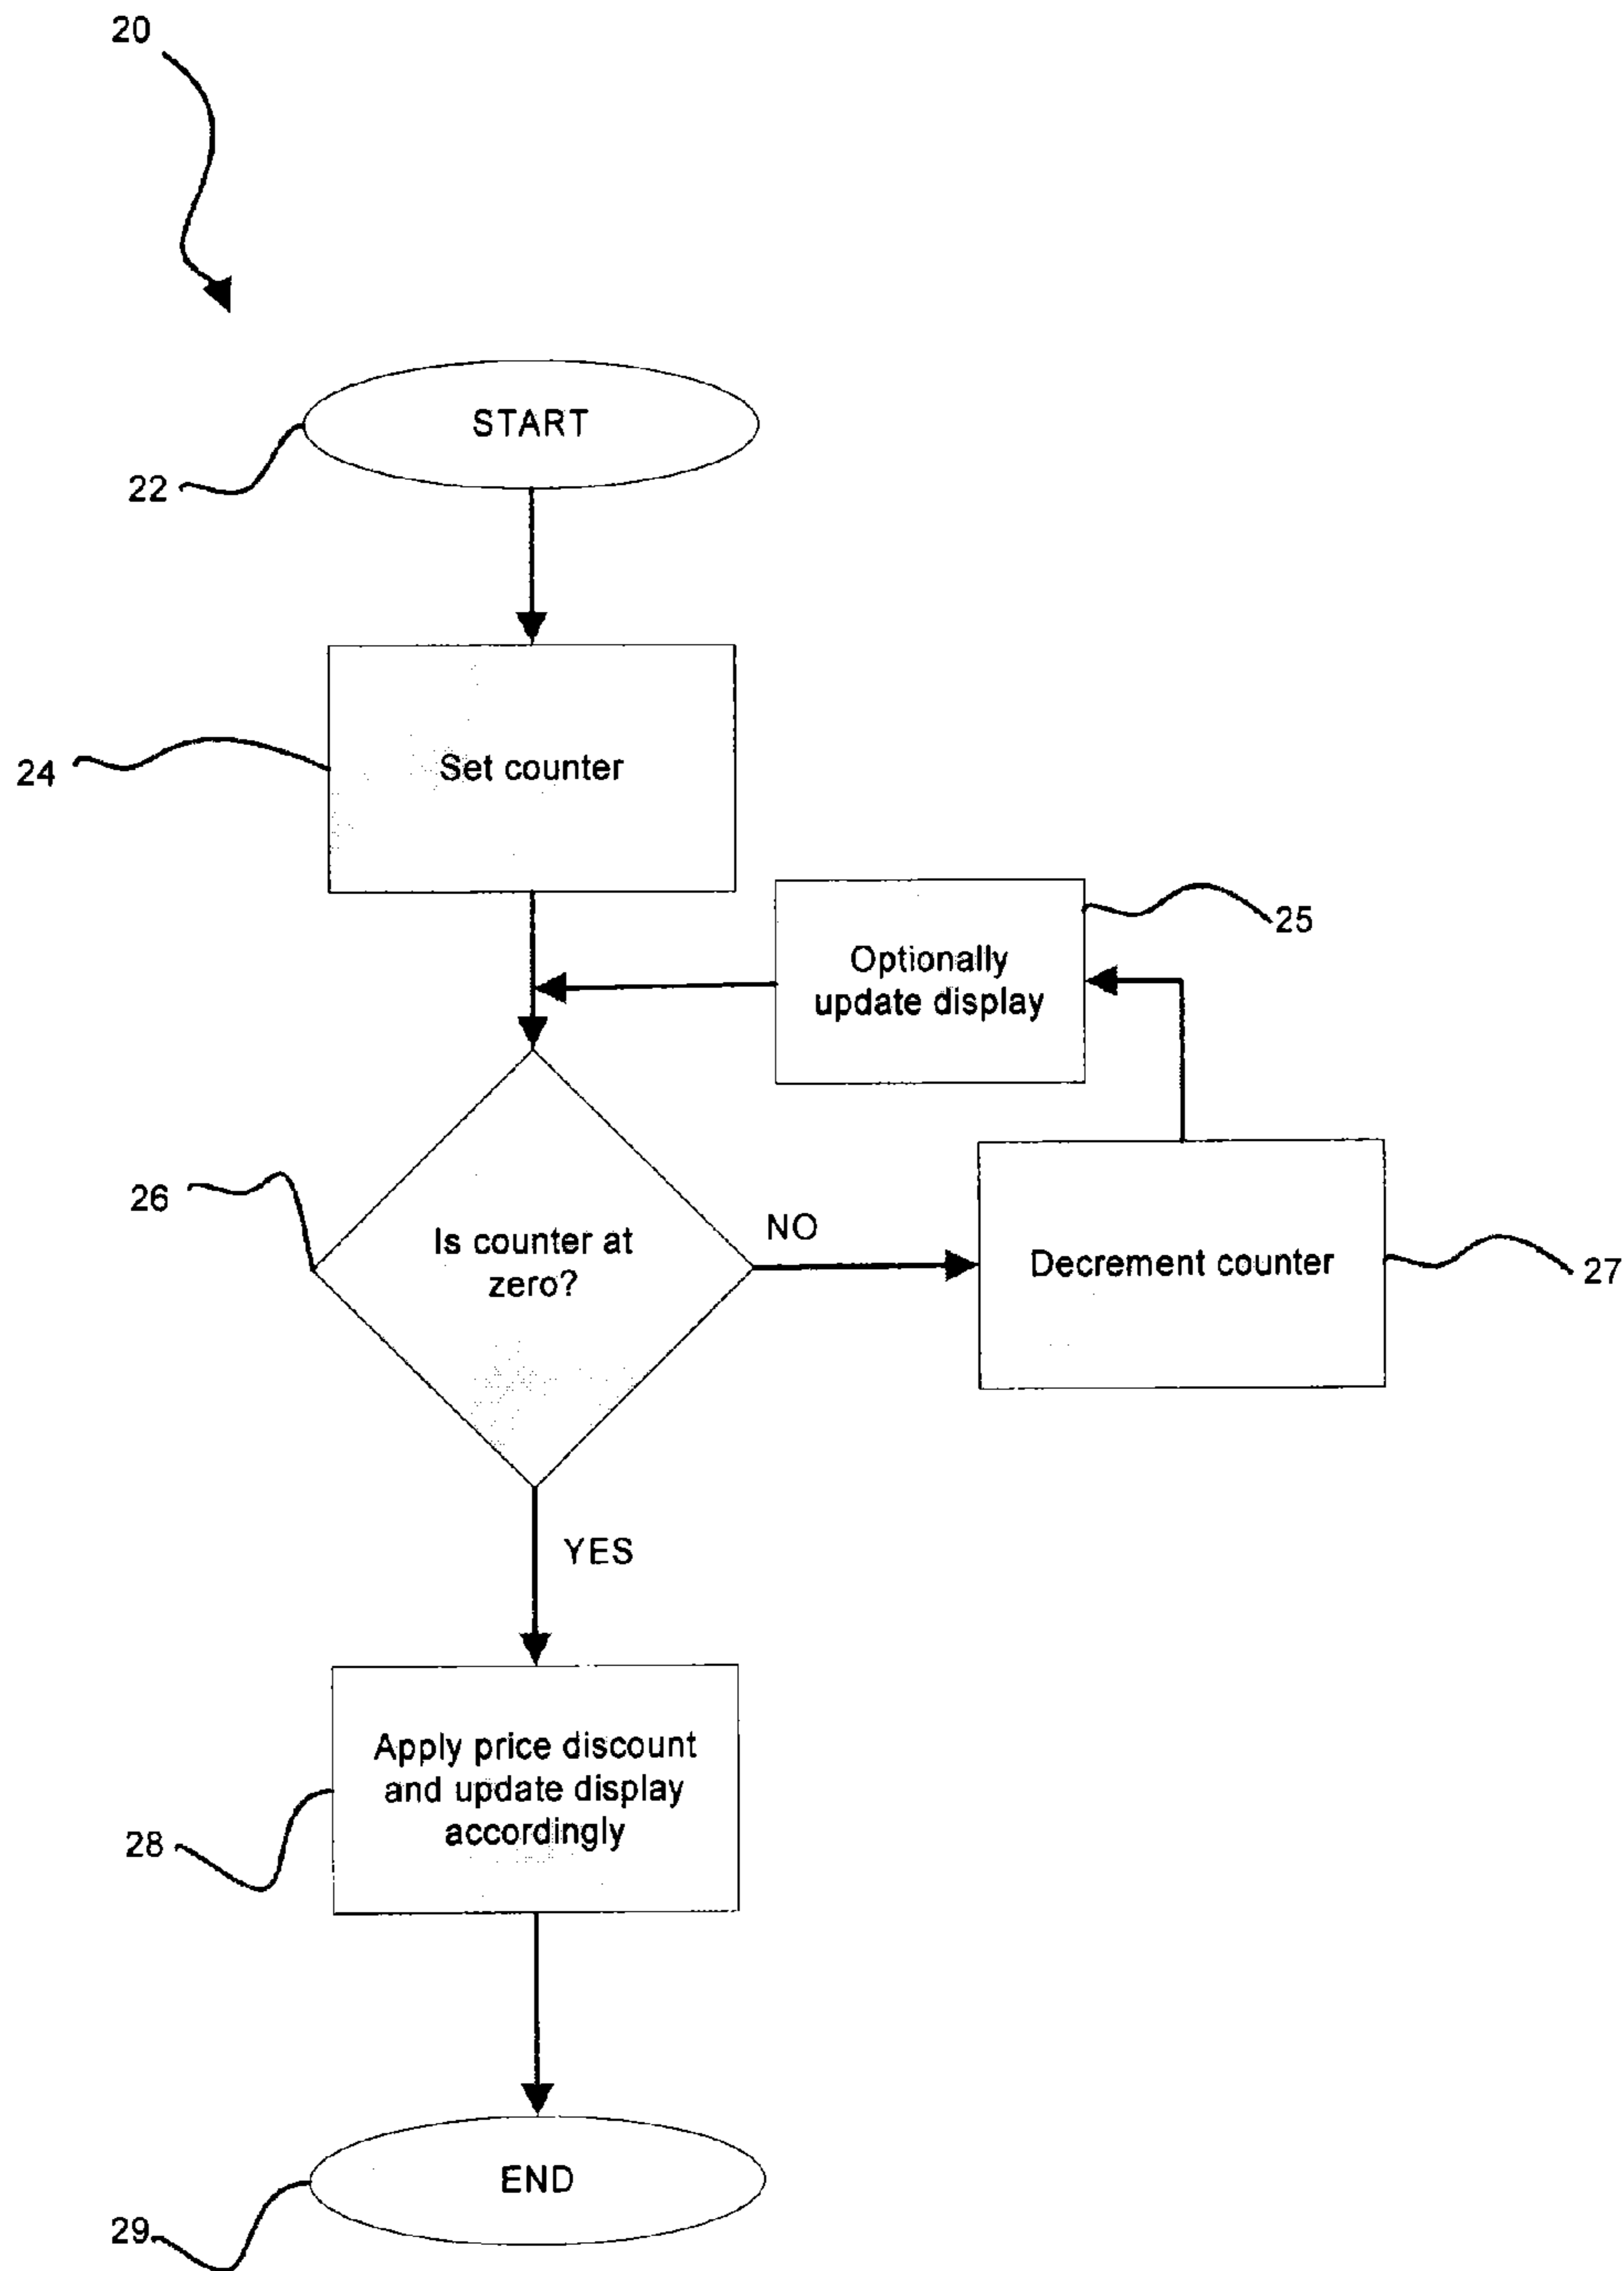 20
START
22
24
Set counter
25
Optionally
update display
26
Is counter at
zero?
NO
Decrement counter
27
YES
Apply price discount
and update display
accordingly
28
END
29